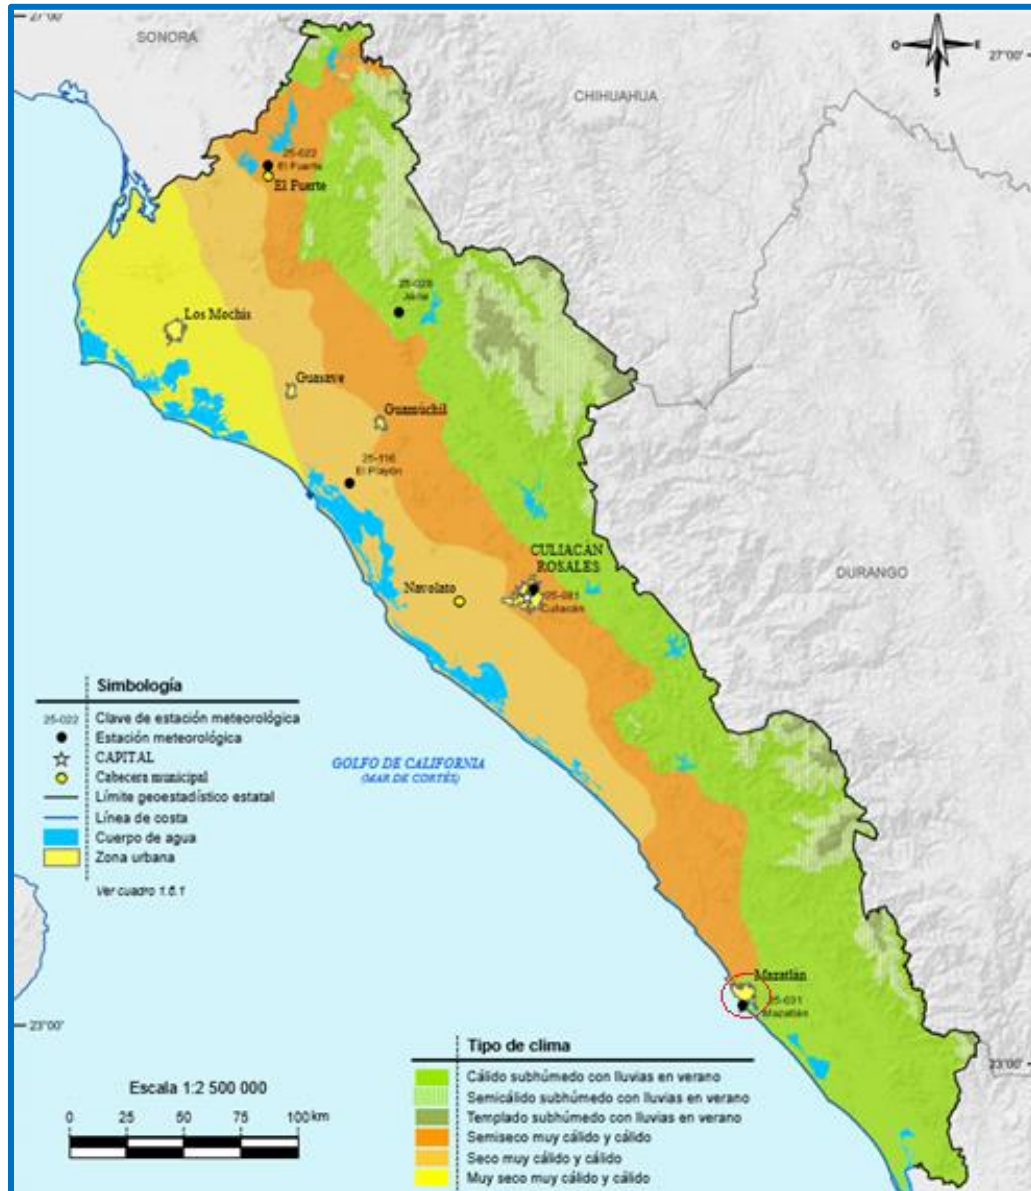 27°00'
SONORA
O
E
S
27°00'
CHIHUAHUA
25-022
El Fuerte
El Fuerte
Los Mochis
Guasave
Guamúchil
25-116
El Playón
CULIACÁN
ROSALES
Culiacán
Navolato
DURANGO
Simbología
25-022 Clave de estación meteorológica
Estación meteorológica
CAPITAL
Cabecera municipal
Límite geoestadístico estatal
Línea de costa
Cuerpo de agua
Zona urbana
Ver cuadro 1.6.1
GOLFO DE CALIFORNIA
(MAR DE CORTÉS)
Mazatlán
25-031
Mazatlán
23°00'
23°00'
Escala 1:2 500 000
0 25 50 75 100 km
Tipo de clima
Cálido subhúmedo con lluvias en verano
Semicálido subhúmedo con lluvias en verano
Templado subhúmedo con lluvias en verano
Semiseco muy cálido y cálido
Seco muy cálido y cálido
Muy seco muy cálido y cálido